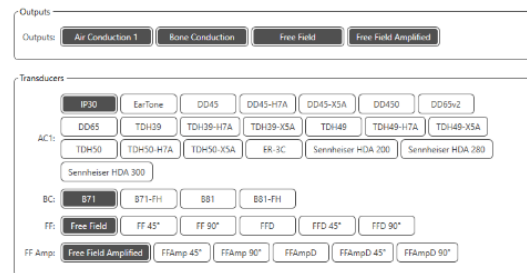 Outputs
Outputs: Air Conduction 1 Bone Conduction Free Field Free Field Amplified
Transducers
IP30 EarTone DD45 DD45-H7A DD45-X5A DD450 DD65v2
AC1: DD65 TDH39 TDH39-H7A TDH39-X5A TDH49 TDH49-H7A TDH49-X5A
TDH50 TDH50-H7A TDH50-X5A ER-3C Sennheiser HDA 200 Sennheiser HDA 280
Sennheiser HDA 300
BC: B71 B71-FH B81 B81-FH
FF: Free Field FF 45° FF 90° FFD FFD 45° FFD 90°
FF Amp: Free Field Amplified FFAmp 45° FFAmp 90° FFAmpD FFAmpD 45° FFAmpD 90°